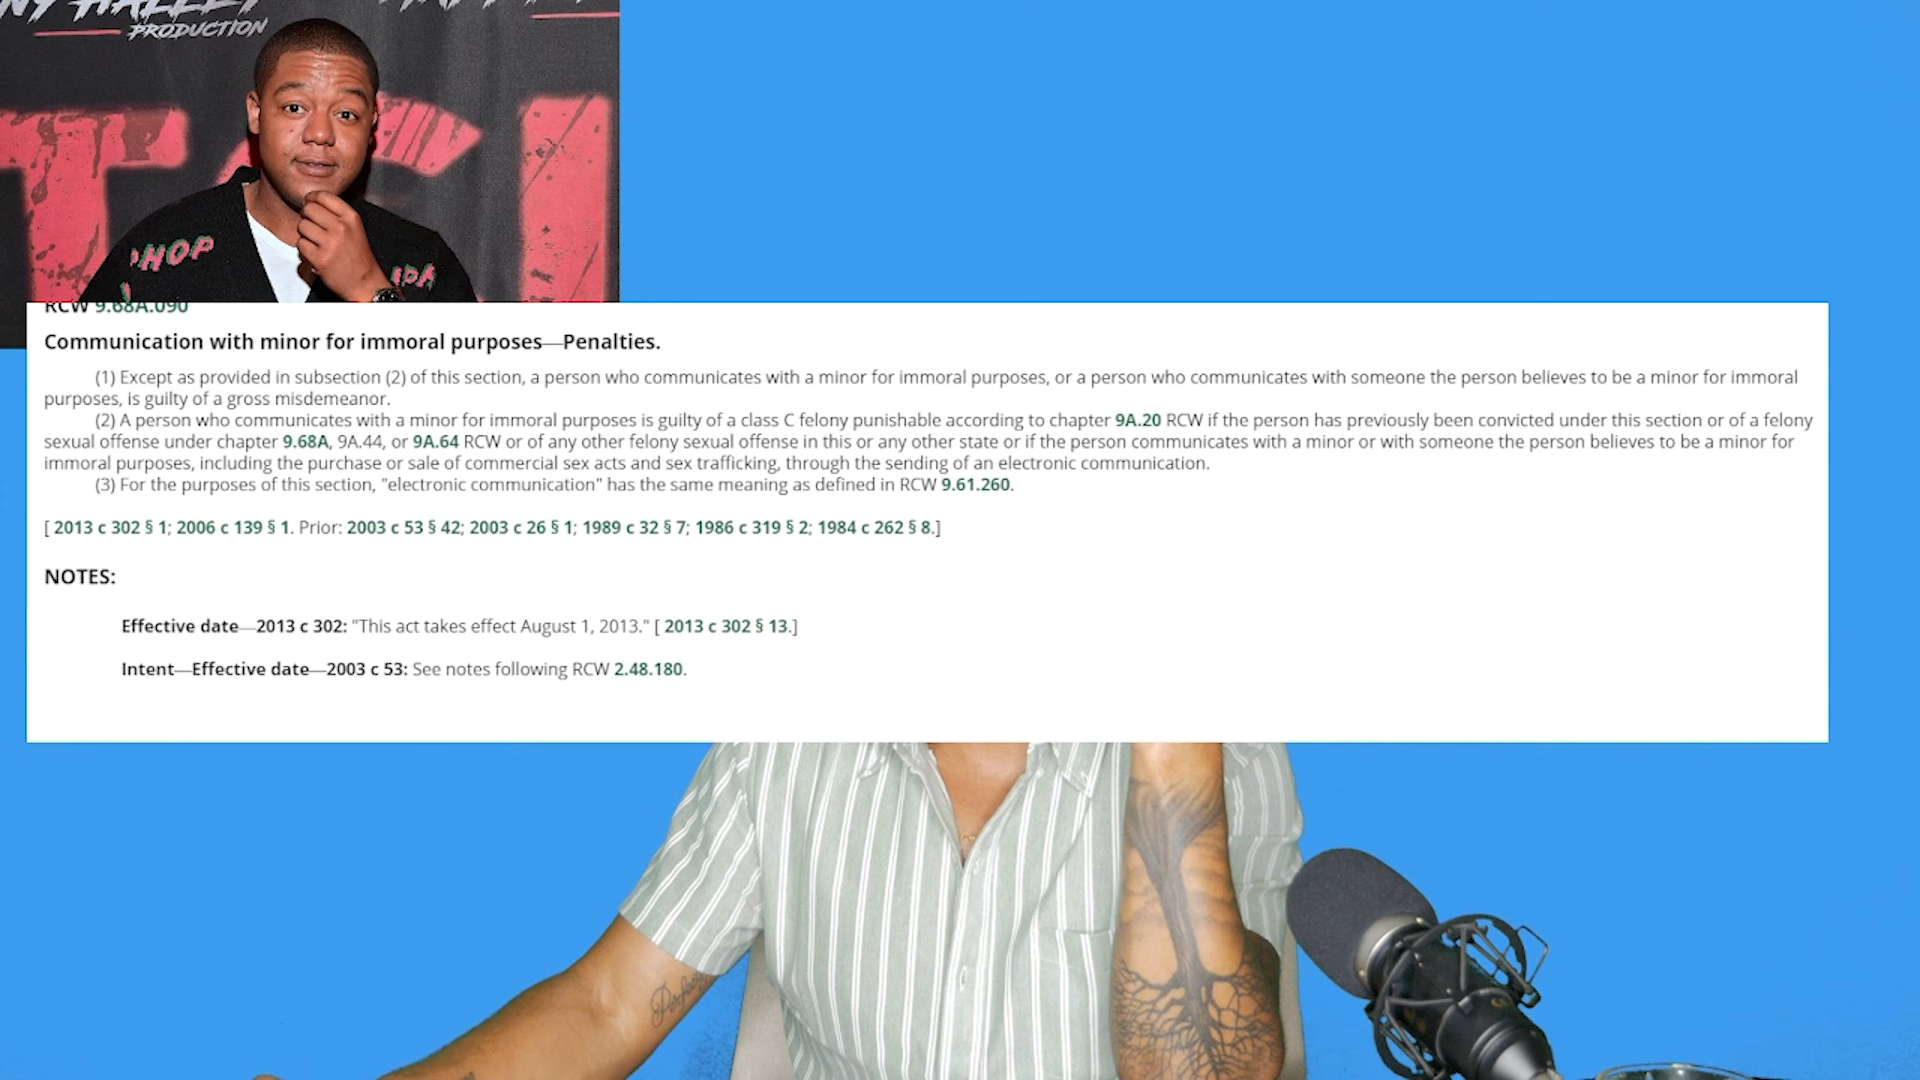 PRODUCTION
HOP
RCW 9.68A.090
Communication with minor for immoral purposes—Penalties.
(1) Except as provided in subsection (2) of this section, a person who communicates with a minor for immoral purposes, or a person who communicates with someone the person believes to be a minor for immoral
purposes, is guilty of a gross misdemeanor.
(2) A person who communicates with a minor for immoral purposes is guilty of a class C felony punishable according to chapter 9A.20 RCW if the person has previously been convicted under this section or of a felony
sexual offense under chapter 9.68A, 9A.44, or 9A.64 RCW or of any other felony sexual offense in this or any other state or if the person communicates with a minor or with someone the person believes to be a minor for
immoral purposes, including the purchase or sale of commercial sex acts and sex trafficking, through the sending of an electronic communication.
(3) For the purposes of this section, "electronic communication" has the same meaning as defined in RCW 9.61.260.
[ 2013 c 302 § 1; 2006 c 139 § 1. Prior: 2003 c 53 § 42; 2003 c 26 § 1; 1989 c 32 § 7; 1986 c 319 § 2; 1984 c 262 § 8.]
NOTES:
Effective date—2013 c 302: "This act takes effect August 1, 2013." [ 2013 c 302 § 13.]
Intent—Effective date—2003 c 53: See notes following RCW 2.48.180.